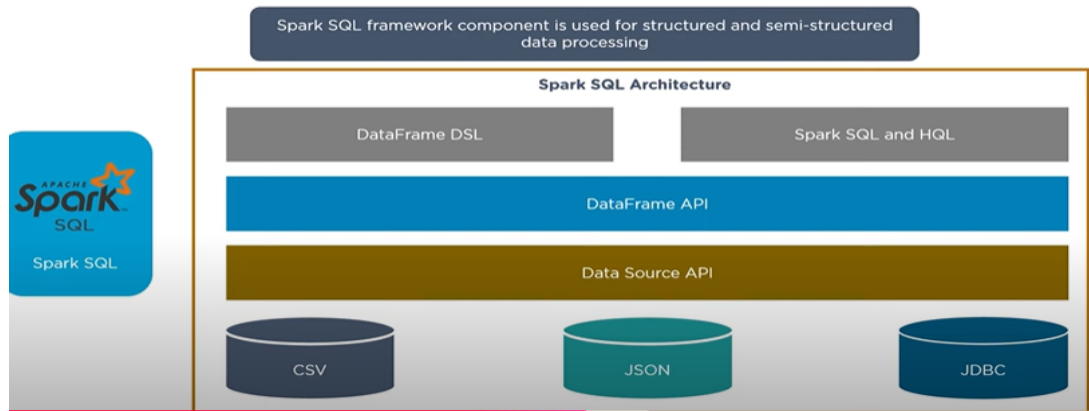 Spark SQL framework component is used for structured and semi-structured
data processing
Spark SQL Architecture
DataFrame DSL
Spark SQL and HQL
APACHE
Spark
SQL
Spark SQL
DataFrame API
Data Source API
CSV
JSON
JDBC